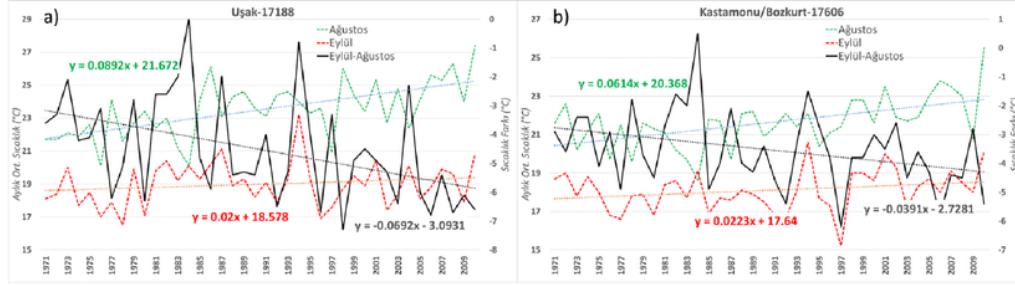 a)
Uşak-17188
Ağustos
Eylül
Eylül-Ağustos
y = 0.0892x + 21.672
y = 0.02x + 18.578
y = -0.0692x - 3.0931
Aylık Ort. Sıcaklık (°C)
29
27
25
23
21
19
17
15
0
-1
-2
-3
-4
-5
-6
-7
-8
Sıcaklık Farkı (°C)
1971 1973 1975 1977 1979 1981 1983 1985 1987 1989 1991 1993 1995 1997 1999 2001 2003 2005 2007 2009
b)
Kastamonu/Bozkurt-17606
Ağustos
Eylül
Eylül-Ağustos
y = 0.0614x + 20.368
y = 0.0223x + 17.64
y = -0.0391x - 2.7281
Aylık Ort. Sıcaklık (°C)
27
25
23
21
19
17
15
1
0
-1
-2
-3
-4
-5
-6
-7
Sıcaklık Farkı (°C)
1971 1973 1975 1977 1979 1981 1983 1985 1987 1989 1991 1993 1995 1997 1999 2001 2003 2005 2007 2009